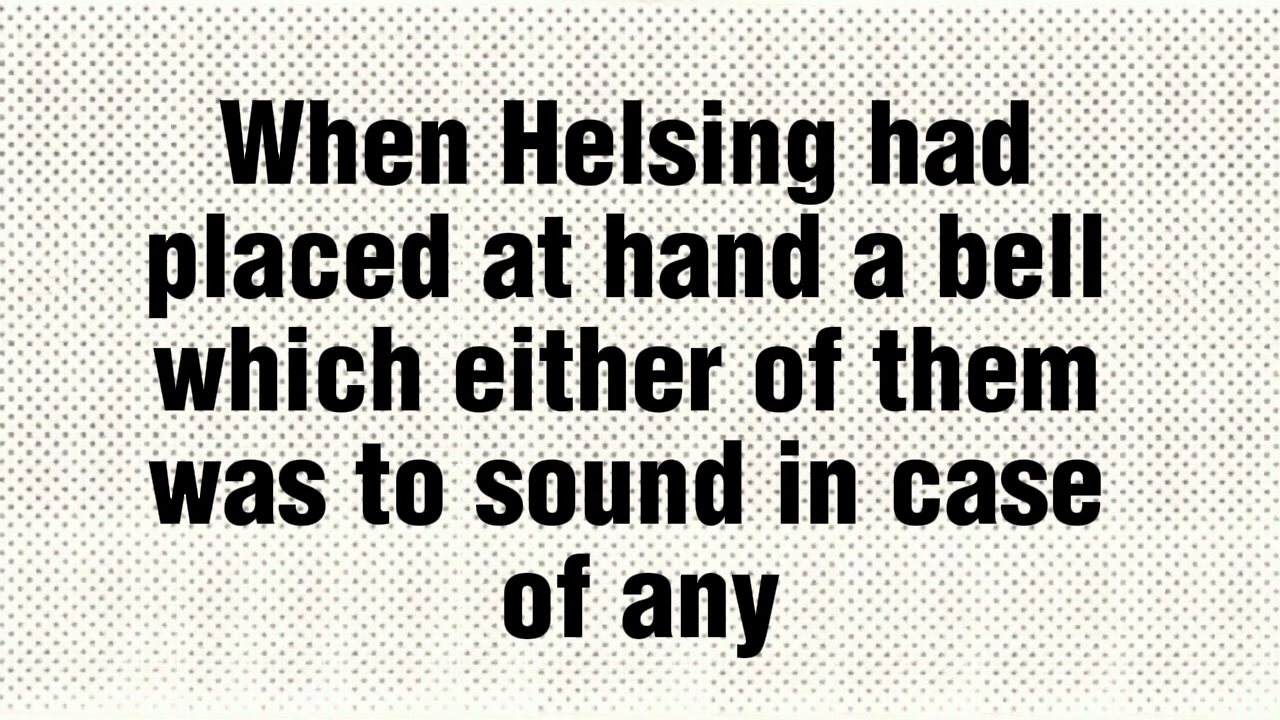 When Helsing had
placed at hand a bell
which either of them
was to sound in case
of any